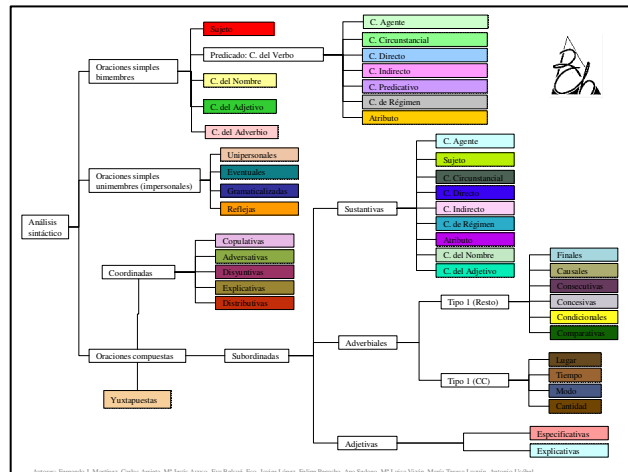 Análisis
sintáctico
Oraciones simples
bimembres
Sujeto
Predicado: C. del Verbo
C. Agente
C. Circunstancial
C. Directo
C. Indirecto
C. Predicativo
C. de Régimen
Atributo
C. del Nombre
C. del Adjetivo
C. del Adverbio
Oraciones simples
unimembres (impersonales)
Unipersonales
Eventuales
Gramaticalizadas
Reflejas
Oraciones compuestas
Coordinadas
Copulativas
Adversativas
Disyuntivas
Explicativas
Distributivas
Yuxtapuestas
Subordinadas
Sustantivas
C. Agente
Sujeto
C. Circunstancial
C. Directo
C. Indirecto
C. de Régimen
Atributo
C. del Nombre
C. del Adjetivo
Adverbiales
Tipo 1 (Resto)
Finales
Causales
Consecutivas
Concesivas
Condicionales
Comparativas
Tipo 1 (CC)
Lugar
Tiempo
Modo
Cantidad
Adjetivas
Especificativas
Explicativas